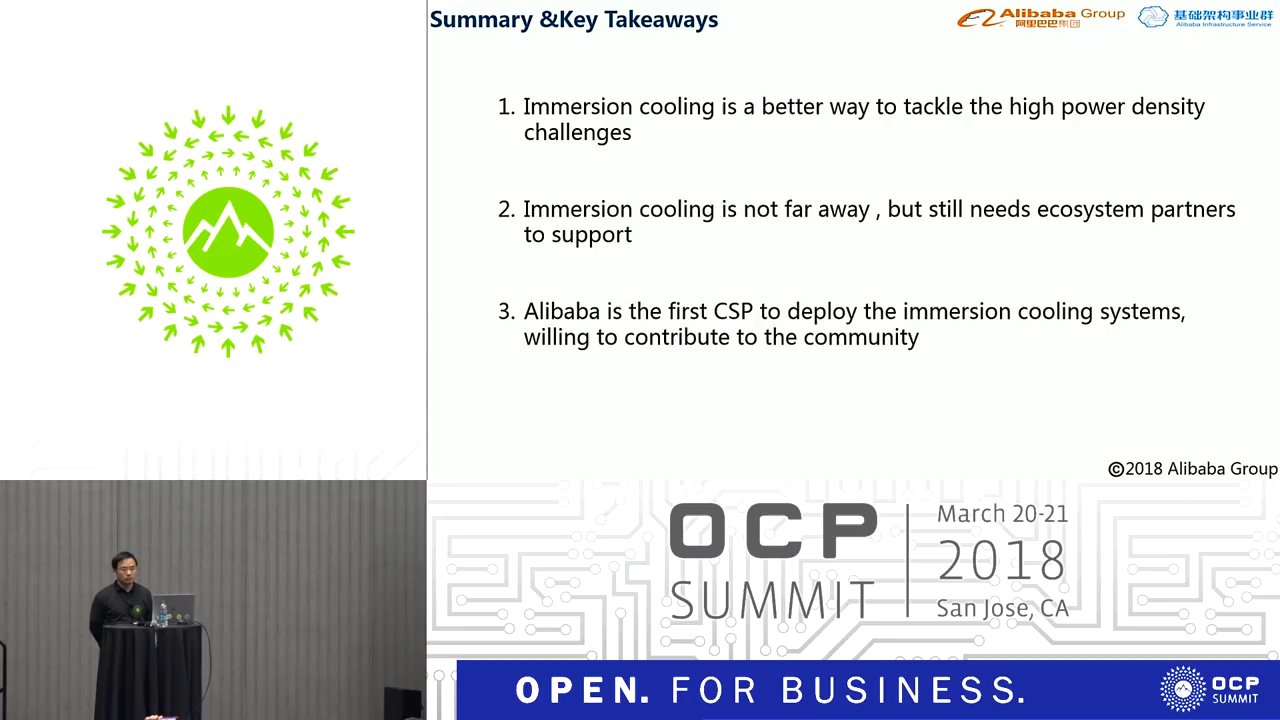 Summary &Key Takeaways
Alibaba Group
阿里巴巴集团
基础架构事业群
Alibaba Infrastructure Service
1. Immersion cooling is a better way to tackle the high power density
challenges
2. Immersion cooling is not far away , but still needs ecosystem partners
to support
3. Alibaba is the first CSP to deploy the immersion cooling systems,
willing to contribute to the community
©2018 Alibaba Group
OCP
SUMMIT
March 20-21
2018
San Jose, CA
OPEN. FOR BUSINESS.
OCP
SUMMIT